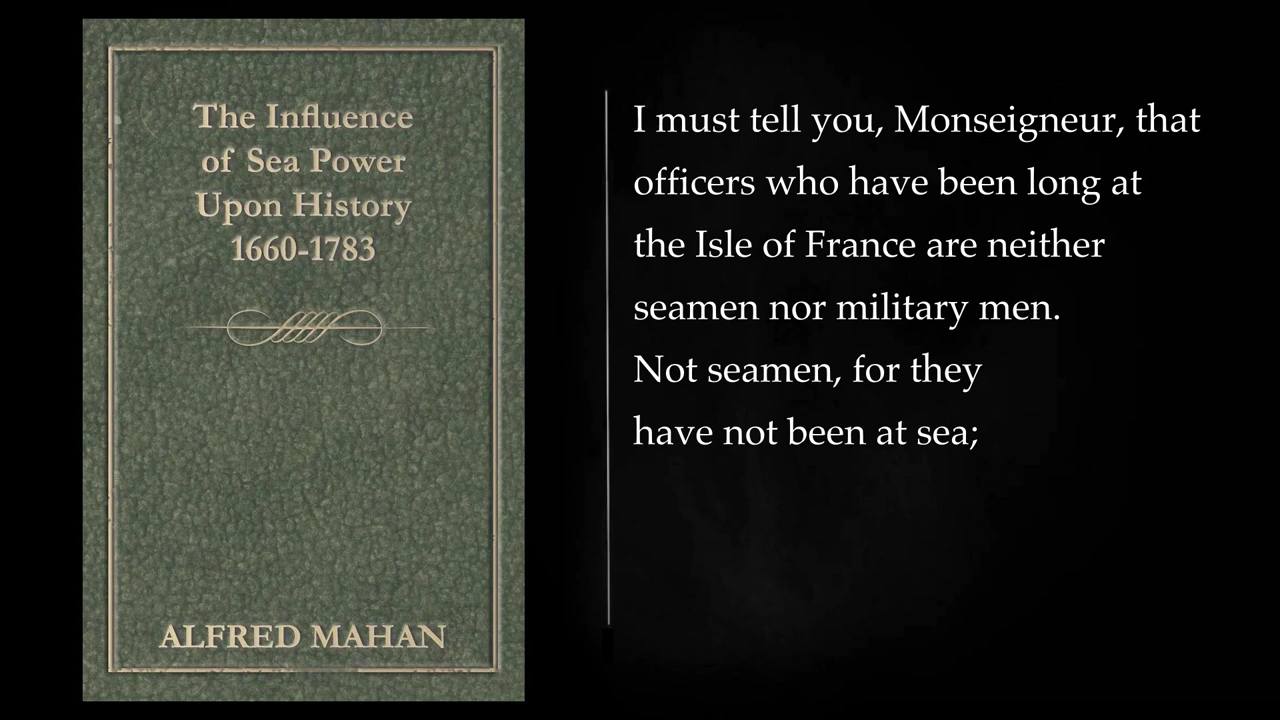 The Influence
of Sea Power
Upon History
1660-1783
ALFRED MAHAN
I must tell you, Monseigneur, that
officers who have been long at
the Isle of France are neither
seamen nor military men.
Not seamen, for they
have not been at sea;